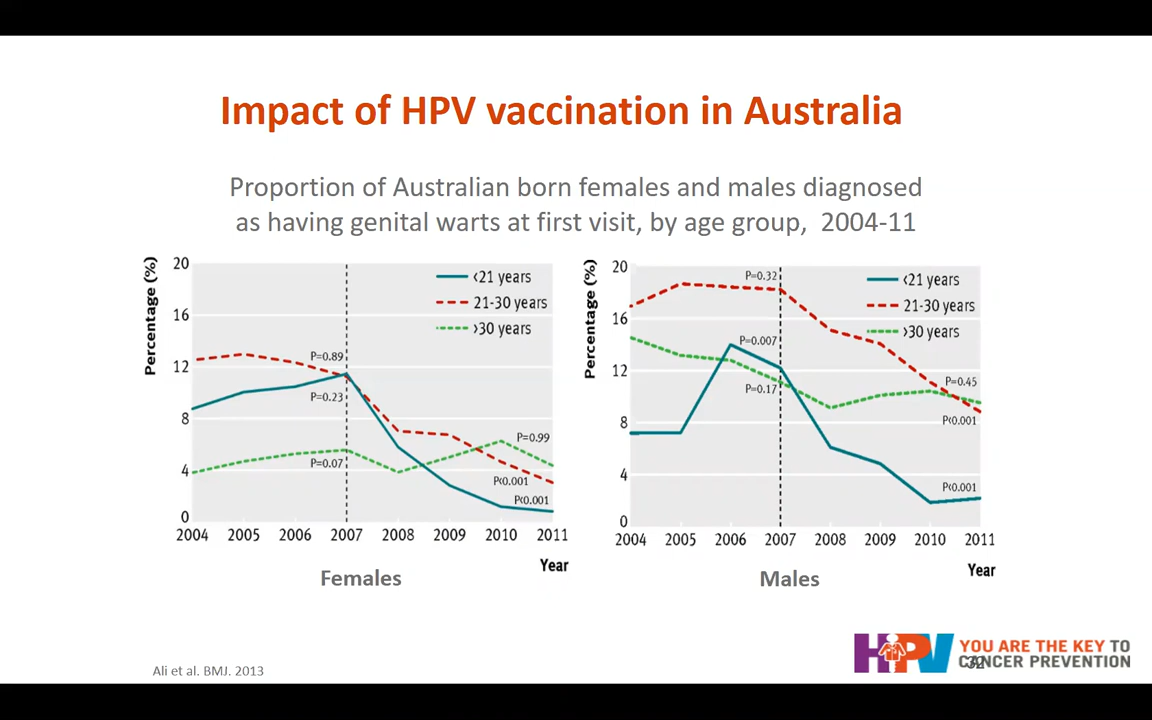 Impact of HPV vaccination in Australia
Proportion of Australian born females and males diagnosed
as having genital warts at first visit, by age group, 2004-11
Percentage (%)
20
16
12
8
4
0
<21 years
21-30 years
>30 years
P=0.89
P=0.23
P=0.07
P=0.99
P<0.001
P<0.001
2004 2005 2006 2007 2008 2009 2010 2011
Year
Females
Percentage (%)
20
16
12
8
4
0
<21 years
21-30 years
>30 years
P=0.32
P=0.007
P=0.17
P=0.45
P<0.001
P<0.001
2004 2005 2006 2007 2008 2009 2010 2011
Year
Males
Ali et al. BMJ. 2013
HPV
YOU ARE THE KEY TO
CANCER PREVENTION
32